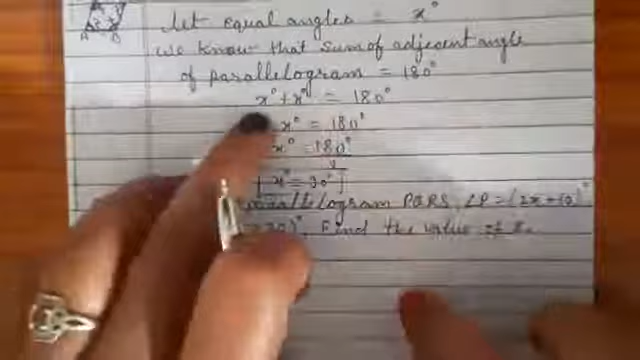 Let equal angles = x°
we know that sum of adjacent angle
of parallelogram = 180°
x° + x° = 180°
x° = 180°
x° = 180°
x° = 30°
parallelogram PQRS, ∠P = (2x + 10)°
Find the value of x.